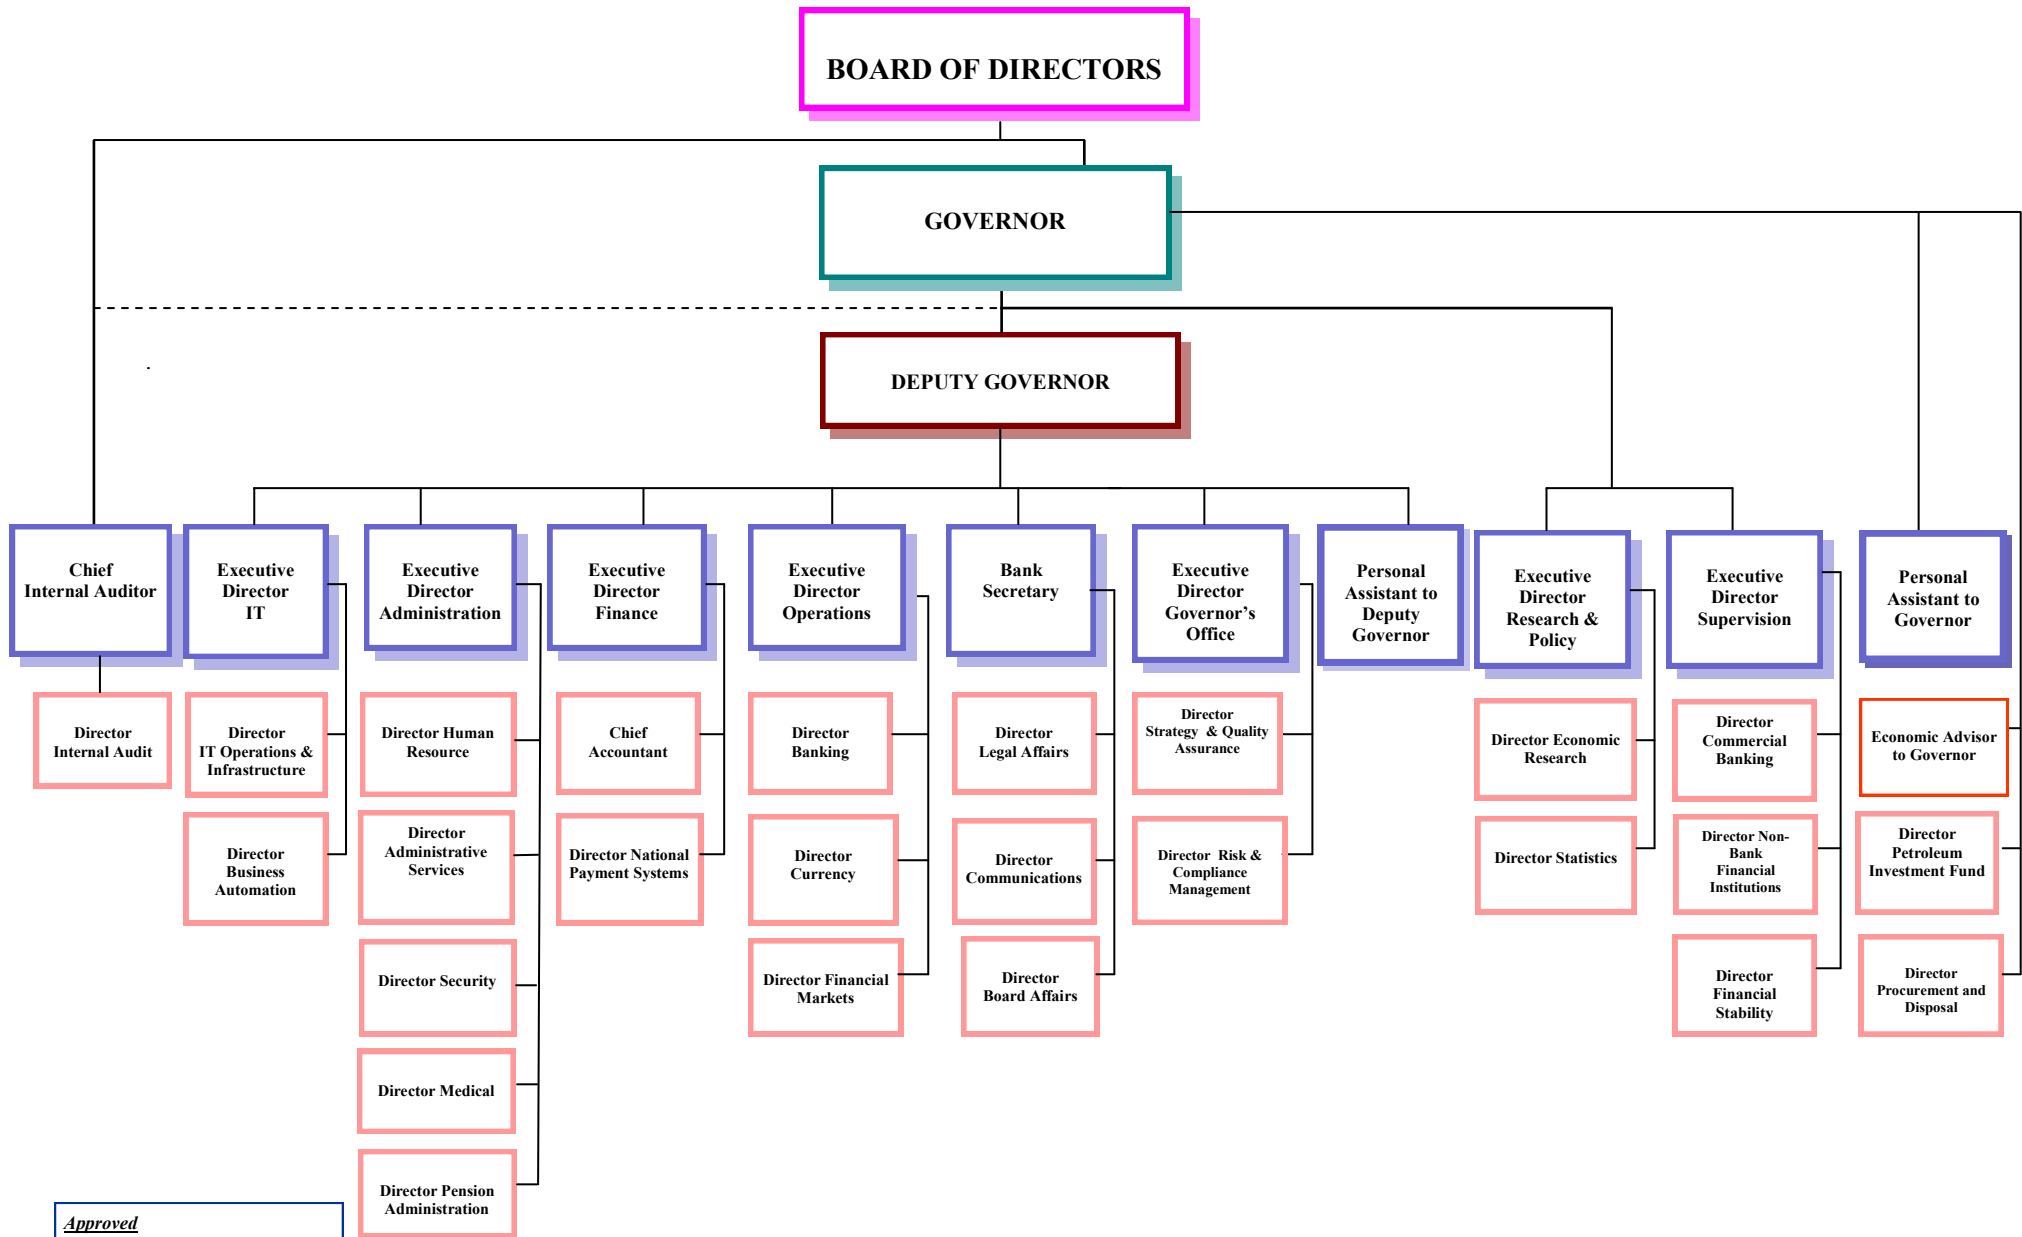 BOARD OF DIRECTORS
GOVERNOR
DEPUTY GOVERNOR
Chief
Internal Auditor
Executive
Director
IT
Executive
Director
Administration
Executive
Director
Finance
Executive
Director
Operations
Bank
Secretary
Executive
Director
Governor’s
Office
Personal
Assistant to
Deputy
Governor
Executive
Director
Research &
Policy
Executive
Director
Supervision
Personal
Assistant to
Governor
Director
Internal Audit
Director
IT Operations &
Infrastructure
Director Human
Resource
Chief
Accountant
Director
Banking
Director
Legal Affairs
Director
Strategy & Quality
Assurance
Director Economic
Research
Director
Commercial
Banking
Economic Advisor
to Governor
Director
Business
Automation
Director
Administrative
Services
Director National
Payment Systems
Director
Currency
Director
Communications
Director Risk &
Compliance
Management
Director Statistics
Director Non-
Bank
Financial
Institutions
Director
Petroleum
Investment Fund
Director Security
Director Financial
Markets
Director
Board Affairs
Director
Financial
Stability
Director
Procurement and
Disposal
Director Medical
Director Pension
Administration
Approved